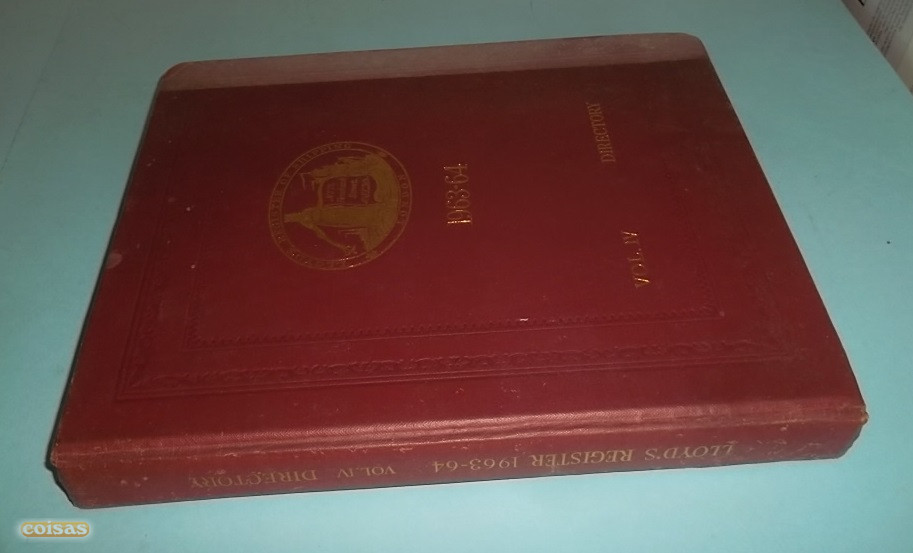 1963-64
VOL. IV DIRECTORY
LLOYD'S REGISTER 1963-64 VOL. IV DIRECTORY
coisas